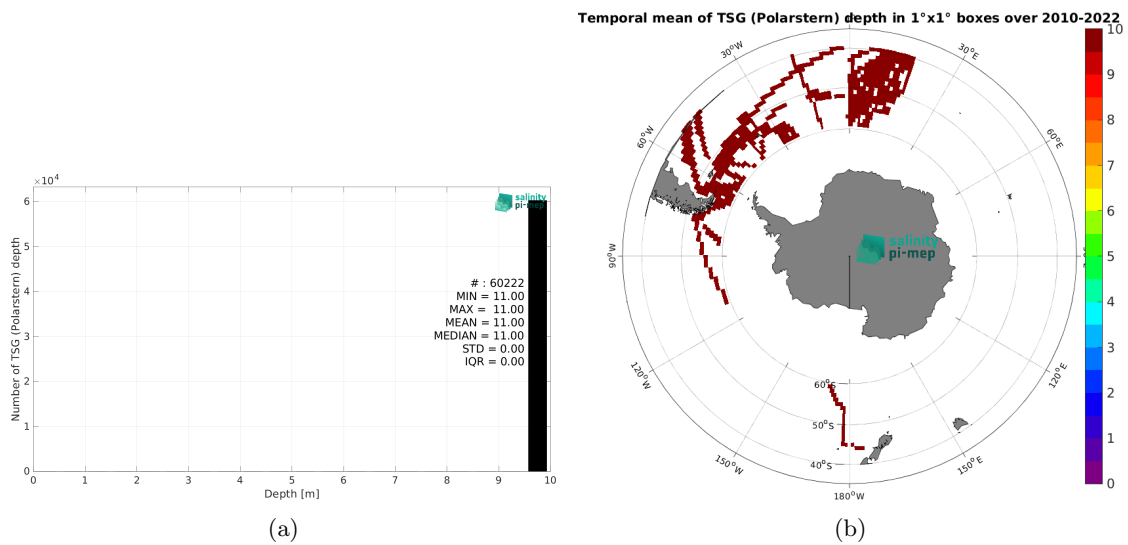 Temporal mean of TSG (Polarstern) depth in 1°x1° boxes over 2010-2022
×10⁴
6
5
4
3
2
1
0
Number of TSG (Polarstern) depth
salinity
pi-mep
# : 60222
MIN = 11.00
MAX = 11.00
MEAN = 11.00
MEDIAN = 11.00
STD = 0.00
IQR = 0.00
0 1 2 3 4 5 6 7 8 9 10
Depth [m]
30°W
30°E
60°W
60°E
90°W
salinity
pi-mep
120°W
120°E
60°S
50°S
40°S
150°W
150°E
180°W
10
9
8
7
6
5
4
3
2
1
0
(a)
(b)